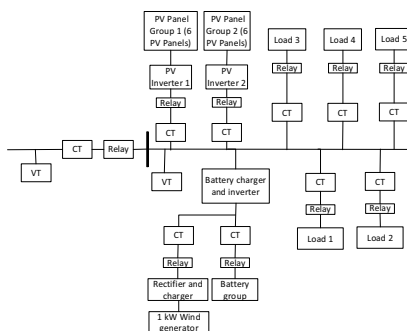 PV Panel
Group 1 (6
PV Panels)
PV Panel
Group 2 (6
PV Panels)
Load 3
Load 4
Load 5
PV
Inverter 1
PV
Inverter 2
Relay
Relay
Relay
Relay
Relay
CT
CT
CT
CT
CT
CT
Relay
VT
VT
Battery charger
and inverter
CT
CT
Relay
Relay
Load 1
Load 2
CT
CT
Relay
Relay
Rectifier and
charger
Battery
group
1 kW Wind
generator